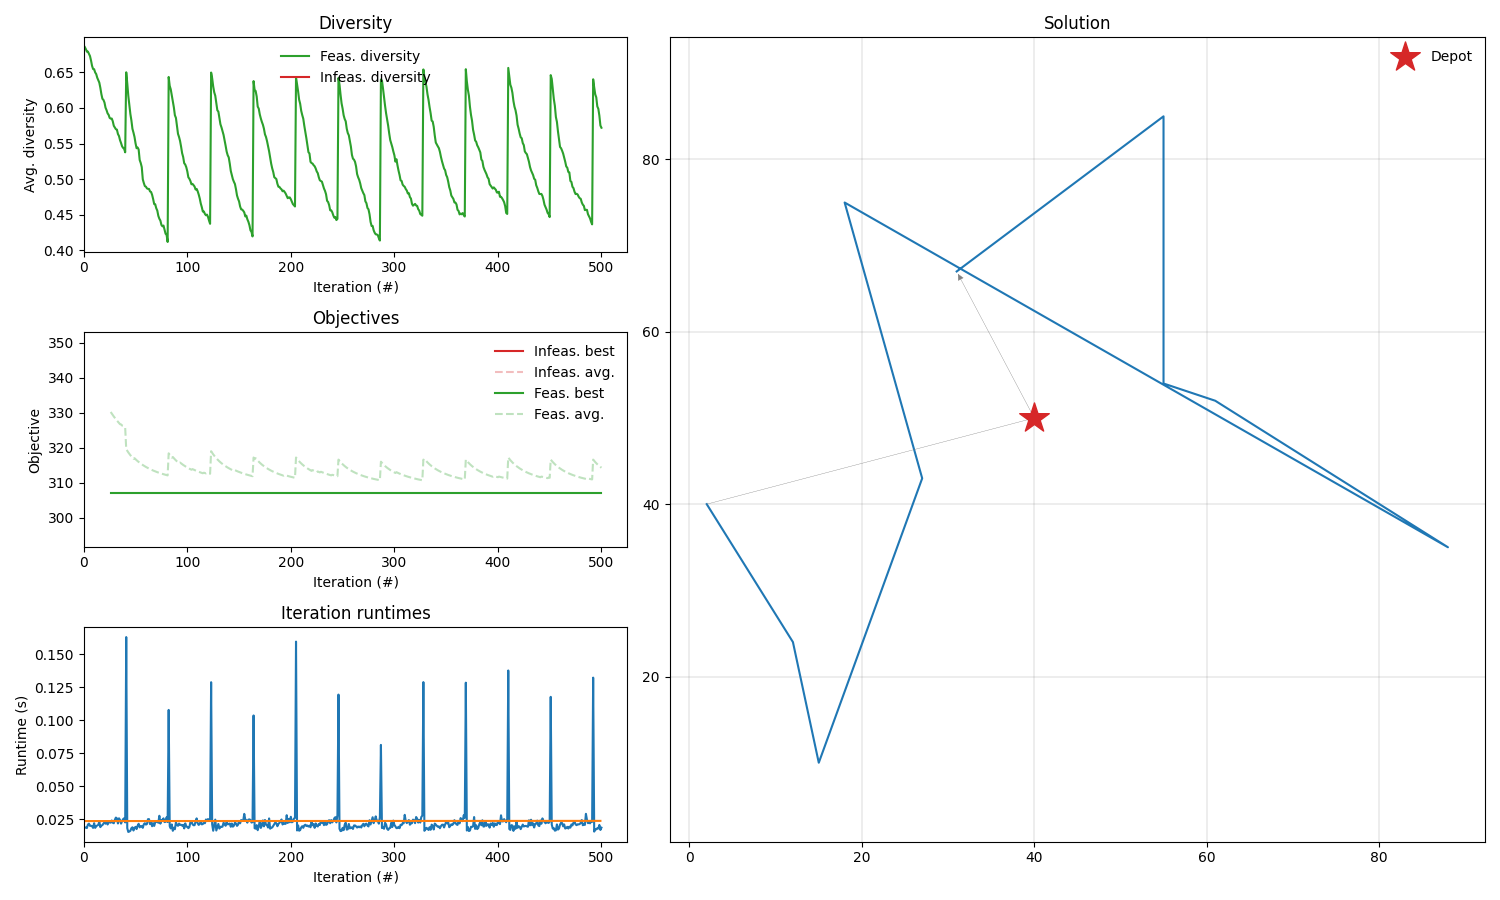 Diversity
Feas. diversity
Infeas. diversity
Avg. diversity
0.65
0.60
0.55
0.50
0.45
0.40
0 100 200 300 400 500
Iteration (#)
Objectives
Infeas. best
Infeas. avg.
Feas. best
Feas. avg.
Objective
350
340
330
320
310
300
0 100 200 300 400 500
Iteration (#)
Iteration runtimes
Runtime (s)
0.150
0.125
0.100
0.075
0.050
0.025
0 100 200 300 400 500
Iteration (#)
Solution
Depot
80
60
40
20
0 20 40 60 80